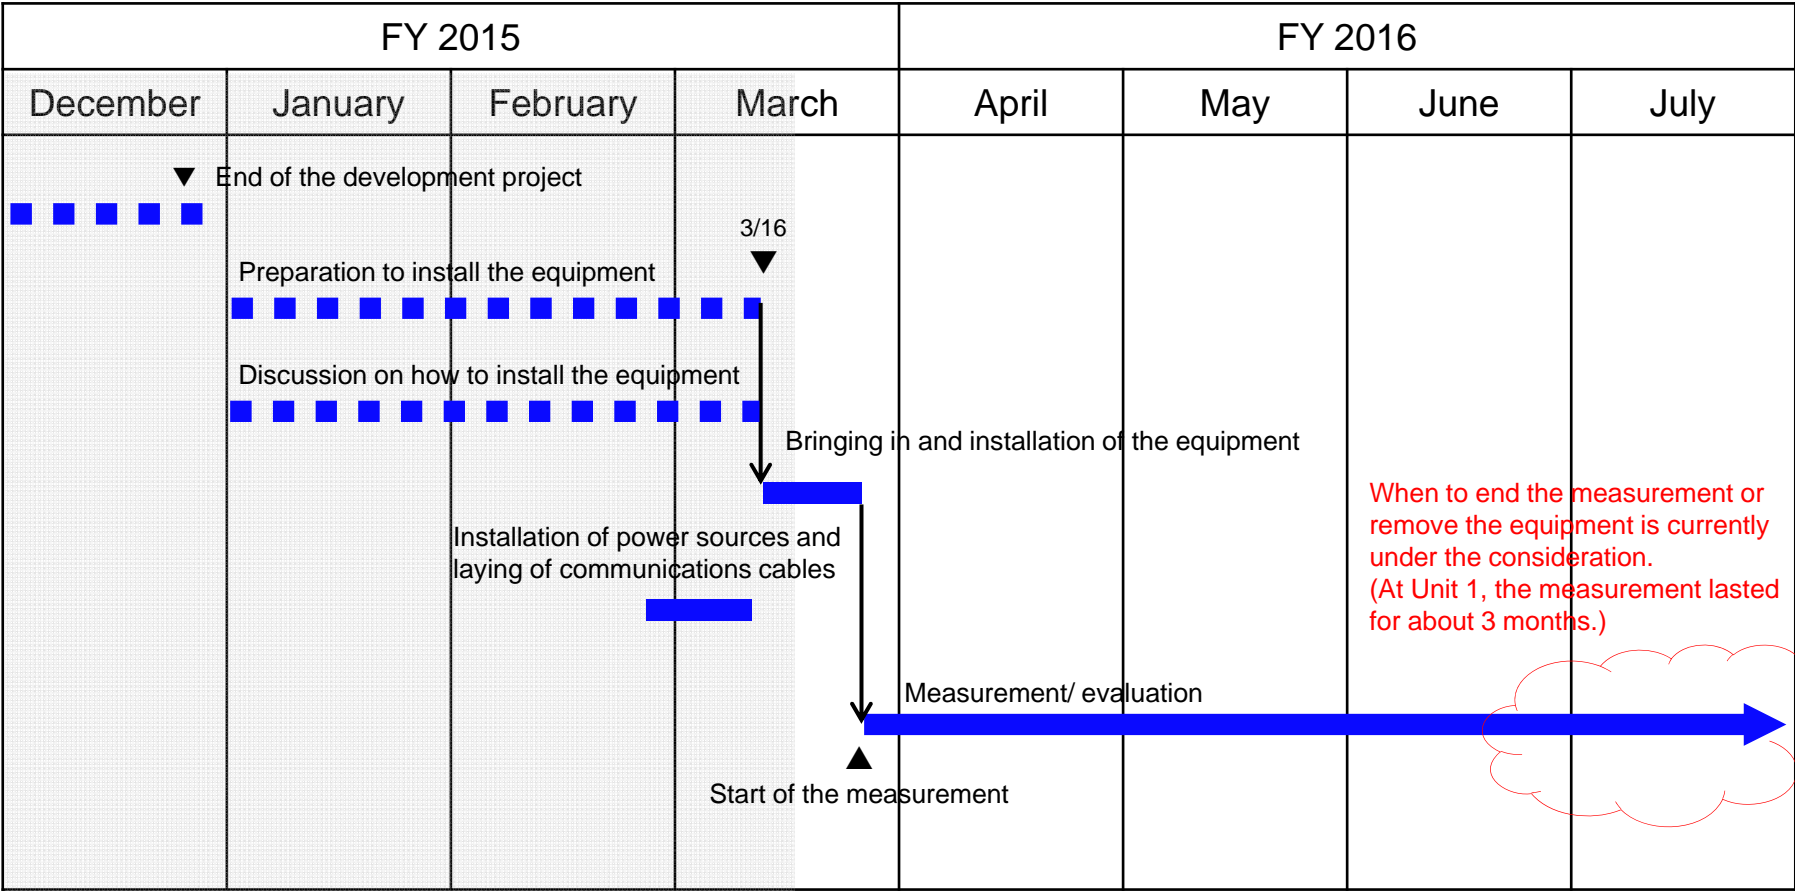 FY 2015
FY 2016
December
January
February
March
April
May
June
July
▼ End of the development project
3/16
▼
Preparation to install the equipment
Discussion on how to install the equipment
Bringing in and installation of the equipment
When to end the measurement or
remove the equipment is currently
under the consideration.
(At Unit 1, the measurement lasted
for about 3 months.)
Installation of power sources and
laying of communications cables
Measurement/ evaluation
▲
Start of the measurement